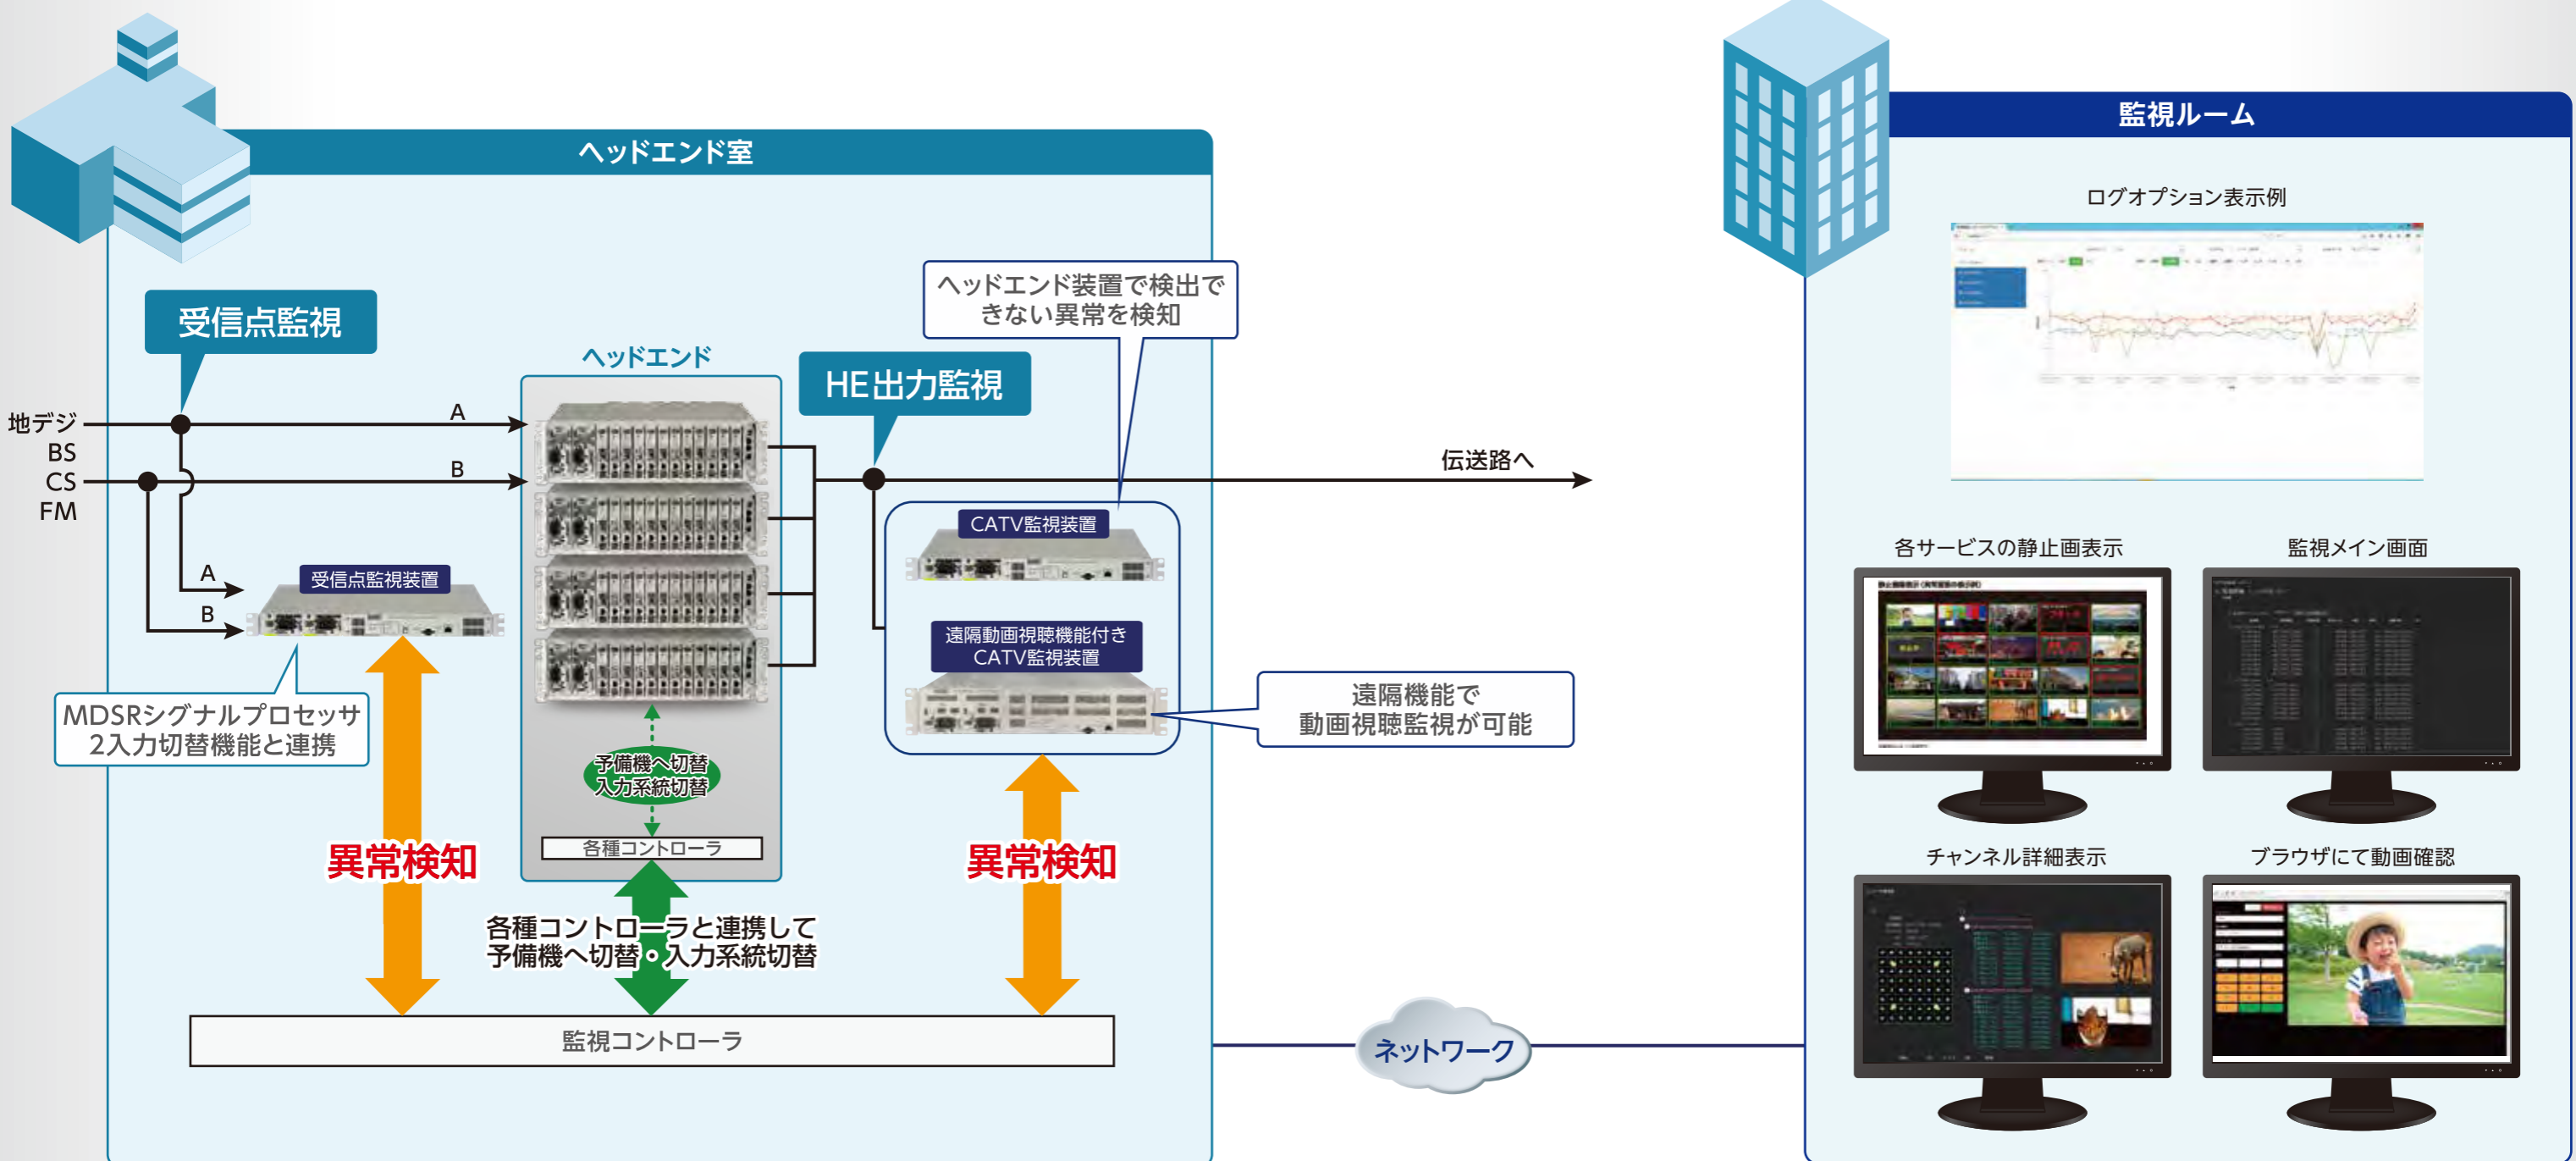 ヘッドエンド室
受信点監視
地デジ
BS
CS
FM
A
B
A
B
受信点監視装置
MDSRシグナルプロセッサ
2入力切替機能と連携
ヘッドエンド
予備機へ切替
入力系統切替
各種コントローラ
HE出力監視
ヘッドエンド装置で検出で
きない異常を検知
伝送路へ
CATV監視装置
遠隔動画視聴機能付き
CATV監視装置
遠隔機能で
動画視聴監視が可能
異常検知
各種コントローラと連携して
予備機へ切替・入力系統切替
異常検知
監視コントローラ
ネットワーク
監視ルーム
ログオプション表示例
各サービスの静止画表示
監視メイン画面
チャンネル詳細表示
ブラウザにて動画確認